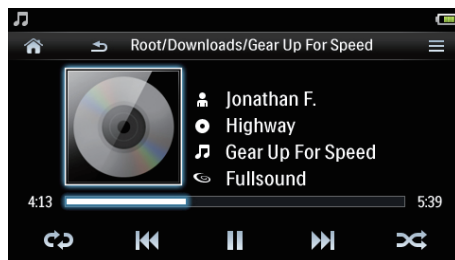 Root/Downloads/Gear Up For Speed
Jonathan F.
Highway
Gear Up For Speed
Fullsound
4:13 5:39